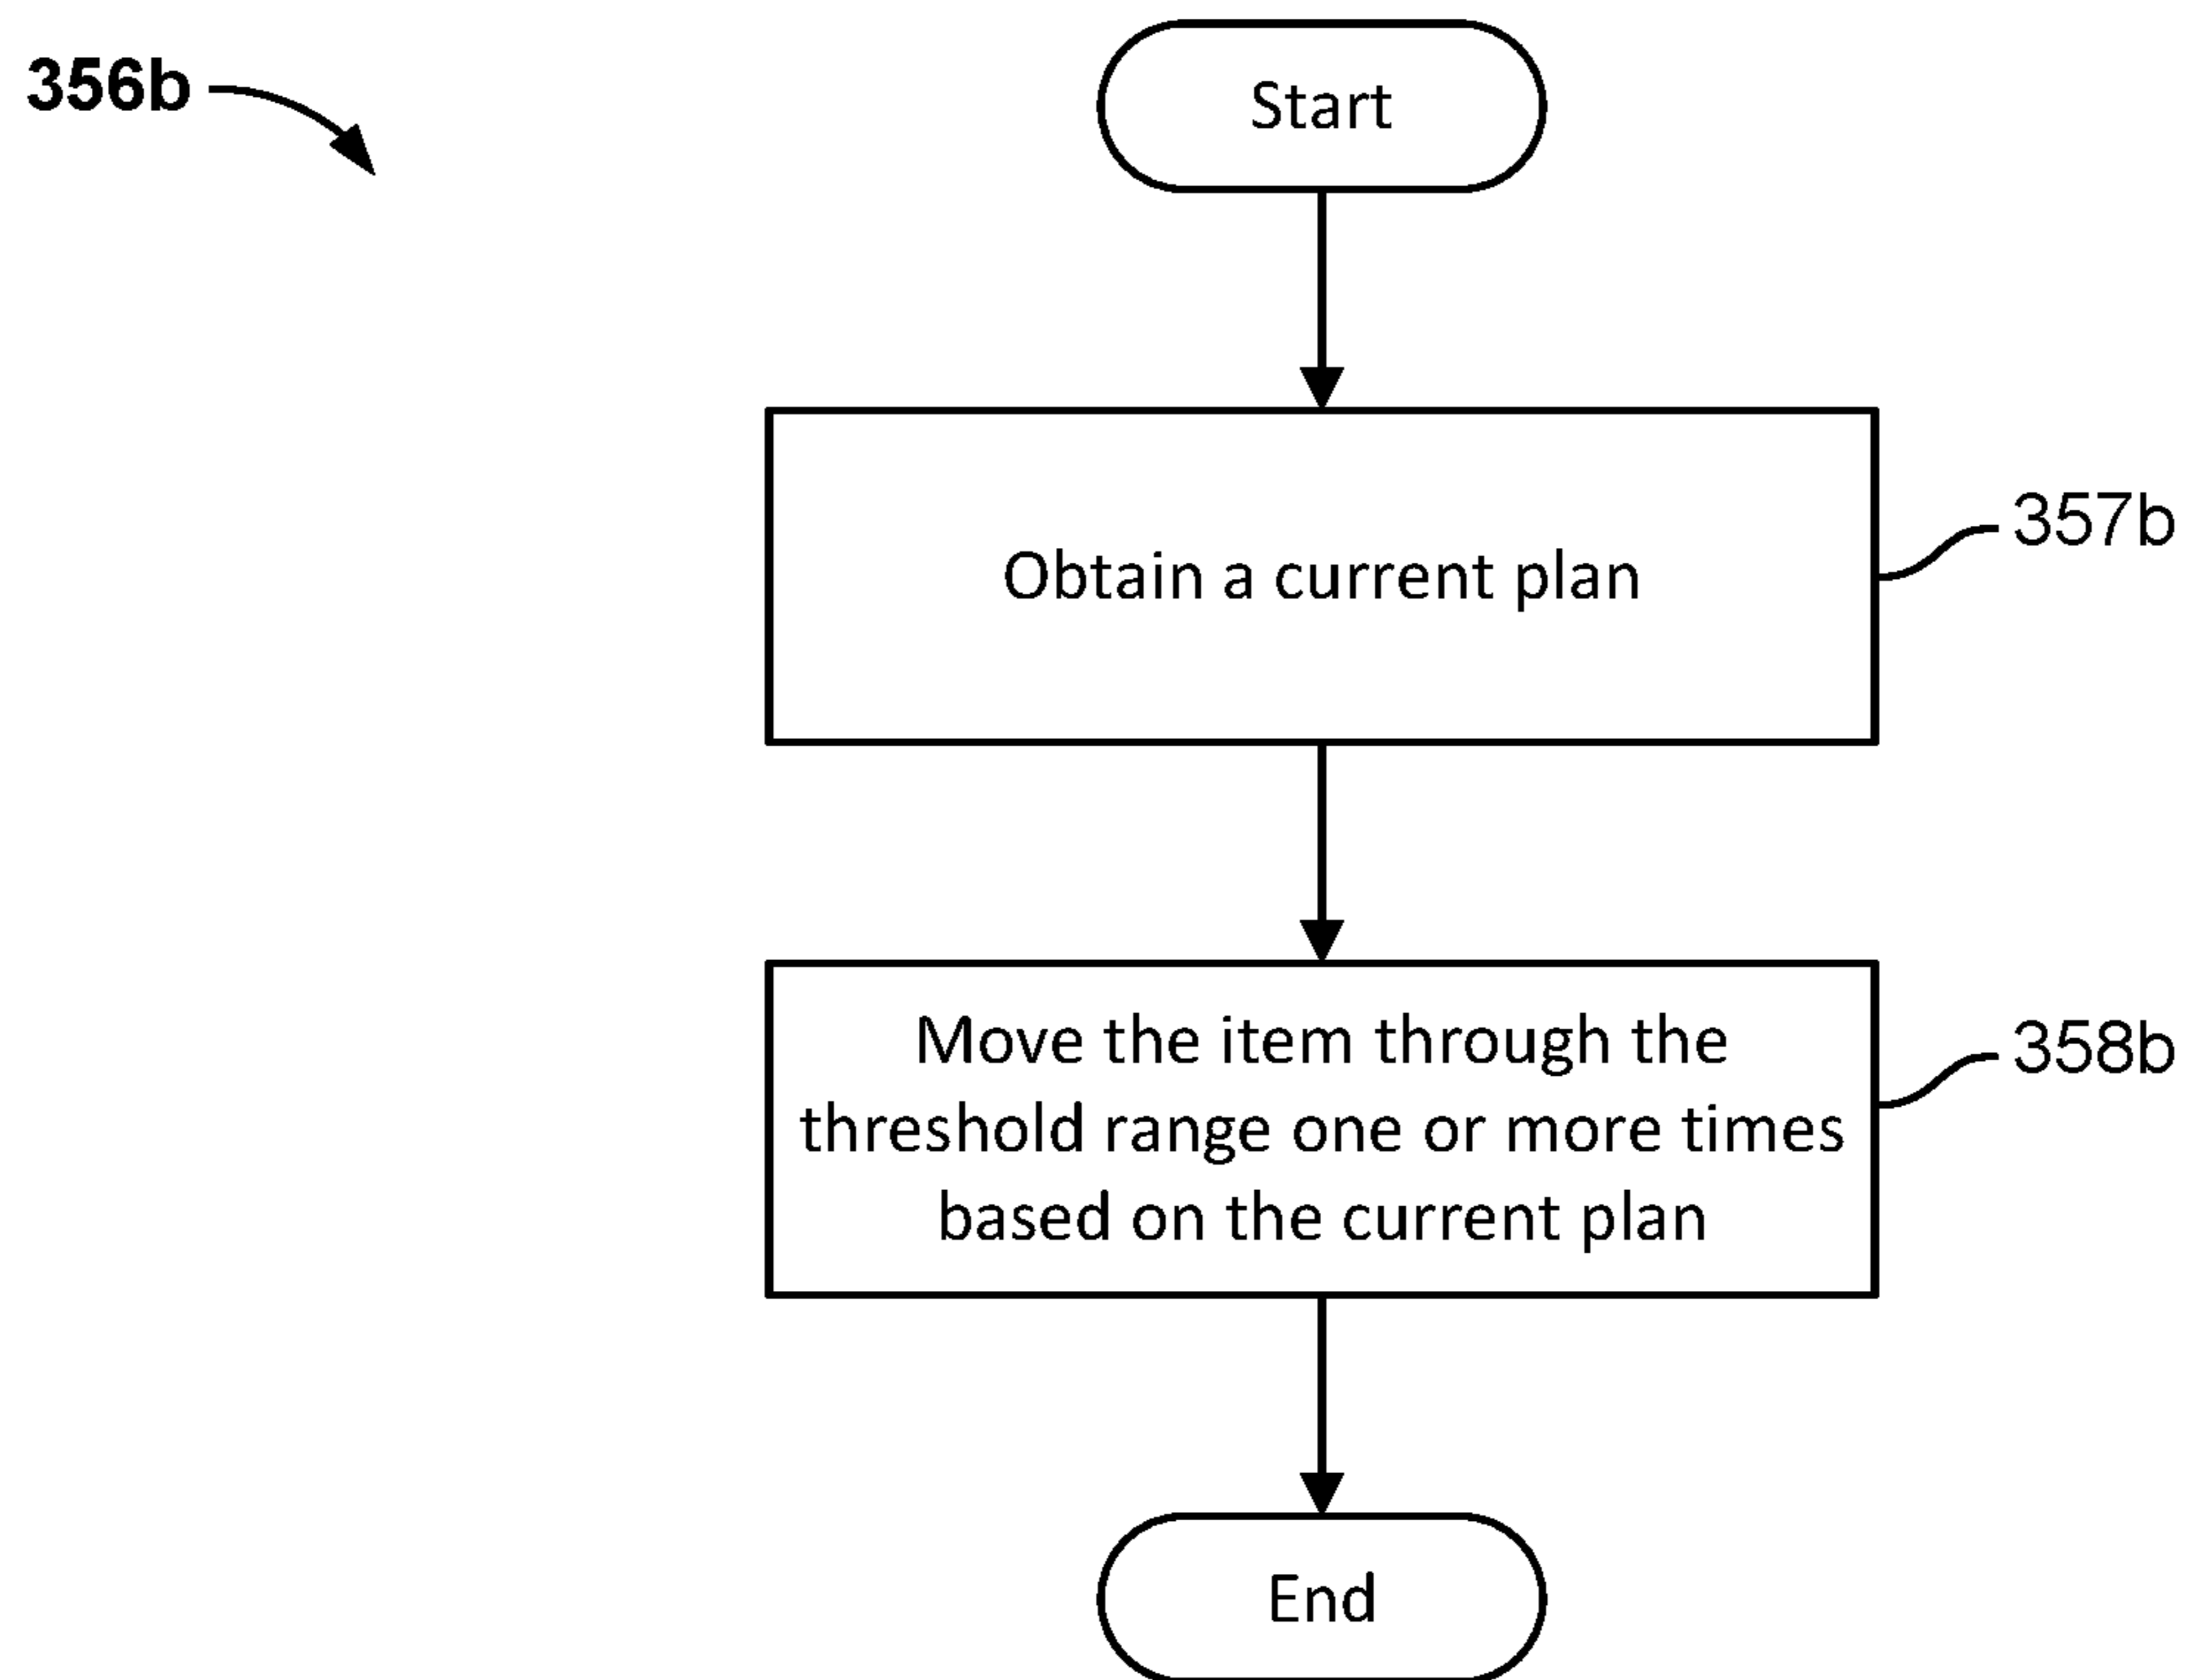 356b
Start
Obtain a current plan
357b
Move the item through the
threshold range one or more times
based on the current plan
358b
End